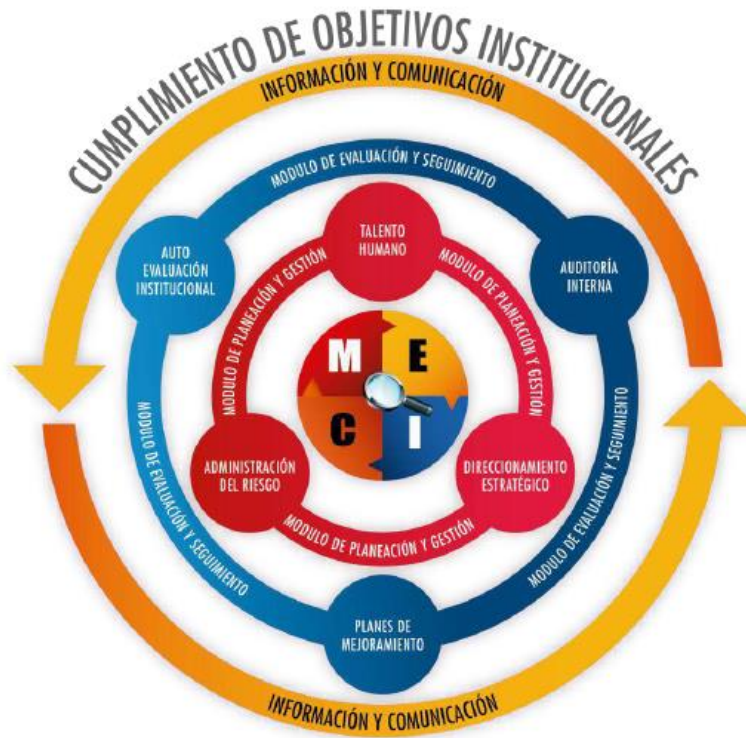 CUMPLIMIENTO DE OBJETIVOS INSTITUCIONALES
INFORMACIÓN Y COMUNICACIÓN
MODULO DE EVALUACIÓN Y SEGUIMIENTO
TALENTO
HUMANO
AUTO
EVALUACIÓN
INSTITUCIONAL
AUDITORÍA
INTERNA
MODULO DE PLANEACIÓN Y GESTIÓN
MODULO DE PLANEACIÓN Y GESTIÓN
M E
C I
MODULO DE EVALUACIÓN Y SEGUIMIENTO
MODULO DE EVALUACIÓN Y SEGUIMIENTO
ADMINISTRACIÓN
DEL RIESGO
DIRECCIONAMIENTO
ESTRATÉGICO
MODULO DE PLANEACIÓN Y GESTIÓN
PLANES DE
MEJORAMIENTO
INFORMACIÓN Y COMUNICACIÓN